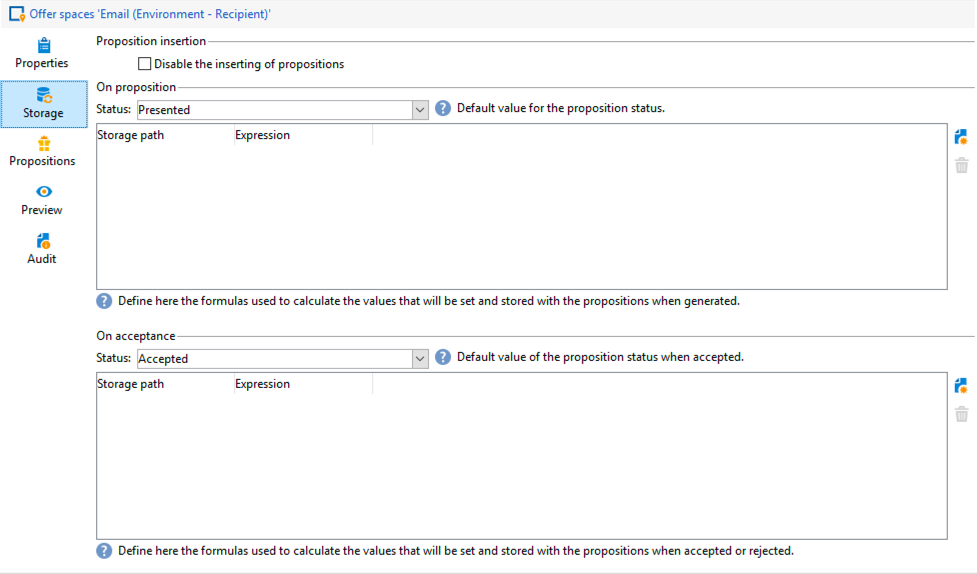 Offer spaces 'Email (Environment - Recipient)'
Properties
Storage
Propositions
Preview
Audit
Proposition insertion
Disable the inserting of propositions
On proposition
Status: Presented ? Default value for the proposition status.
Storage path Expression
? Define here the formulas used to calculate the values that will be set and stored with the propositions when generated.
On acceptance
Status: Accepted ? Default value of the proposition status when accepted.
Storage path Expression
? Define here the formulas used to calculate the values that will be set and stored with the propositions when accepted or rejected.